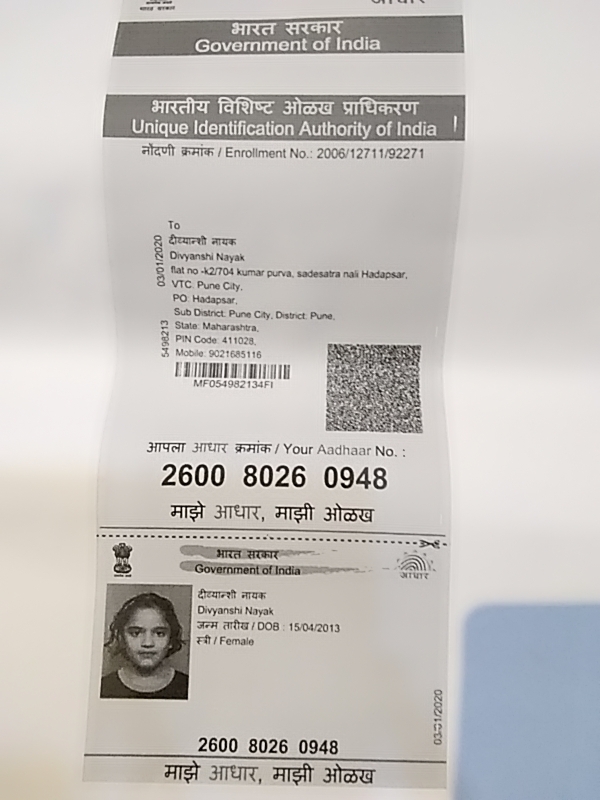 भारत सरकार
आधार
भारत सरकार
Government of India
भारतीय विशिष्ट ओळख प्राधिकरण
Unique Identification Authority of India
नोंदणी क्रमांक / Enrollment No.: 2006/12711/92271
To
दीव्यान्शी नायक
Divyanshi Nayak
flat no -k2/704 kumar purva, sadesatra nali Hadapsar,
VTC: Pune City,
PO: Hadapsar,
Sub District: Pune City, District: Pune,
State: Maharashtra,
PIN Code: 411028,
Mobile: 9021685116
03/01/2020
5498213
MF054982134FI
आपला आधार क्रमांक / Your Aadhaar No. :
2600 8026 0948
माझे आधार, माझी ओळख
भारत सरकार
Government of India
आधार
दीव्यान्शी नायक
Divyanshi Nayak
जन्म तारीख / DOB : 15/04/2013
स्त्री / Female
03/01/2020
2600 8026 0948
माझे आधार, माझी ओळख